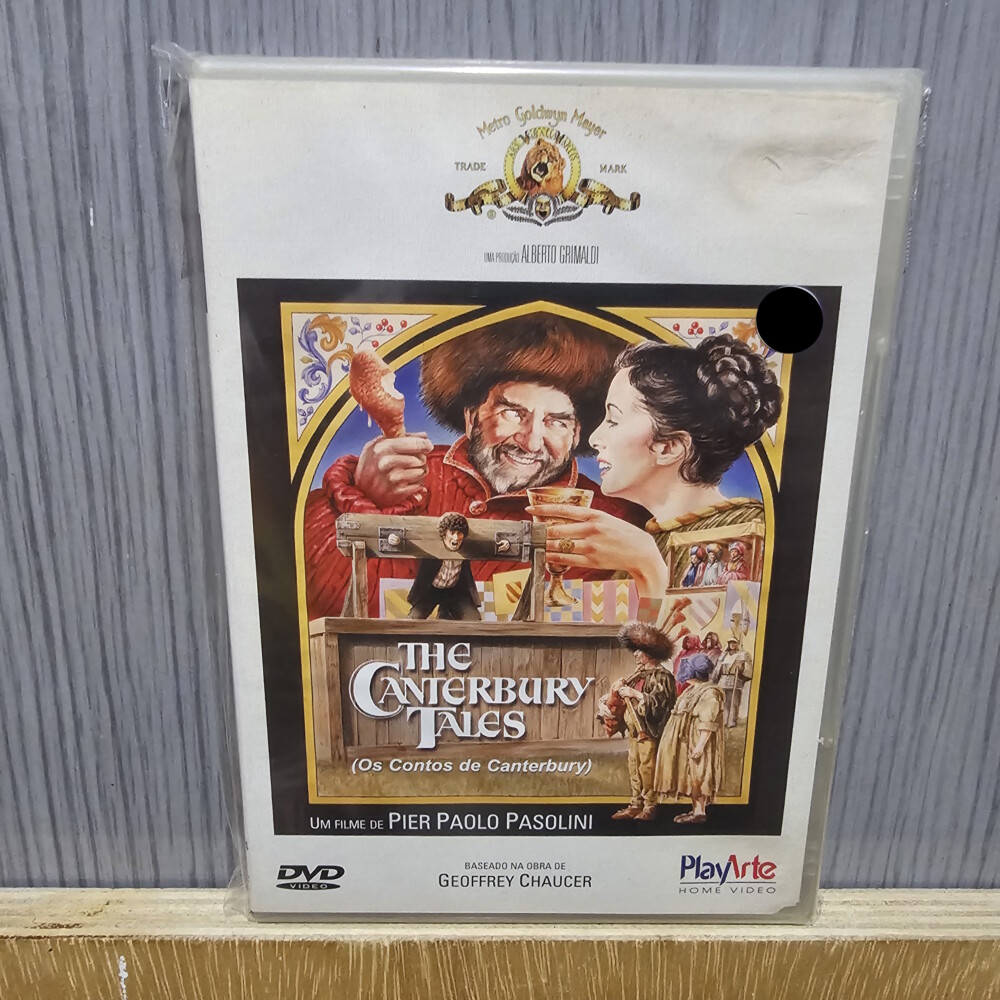 Metro Goldwyn Mayer
TRADE MARK
UMA PRODUÇÃO ALBERTO GRIMALDI
THE
CANTERBURY
TALES
(Os Contos de Canterbury)
UM FILME DE PIER PAOLO PASOLINI
DVD
VIDEO
BASEADO NA OBRA DE
GEOFFREY CHAUCER
PlayArte
HOME VIDEO